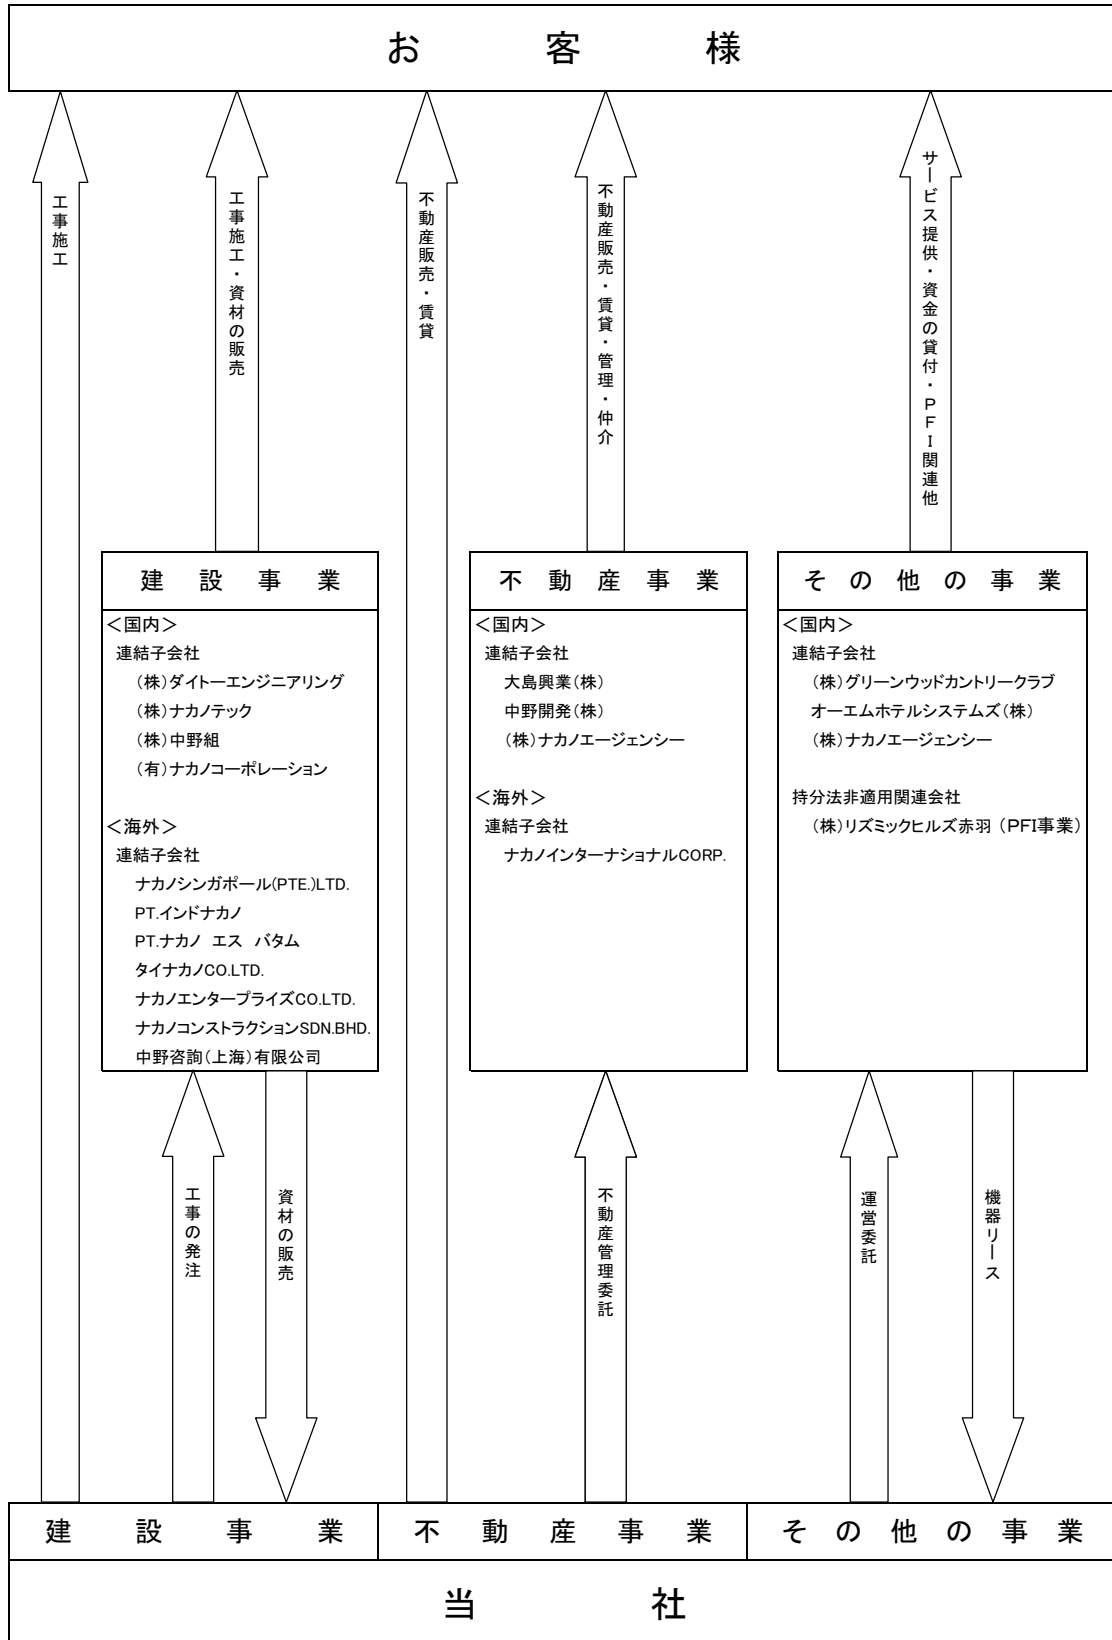 お客様
工事施工
工事施工・資材の販売
不動産販売・賃貸
不動産販売・賃貸・管理・仲介
サービス提供・資金の貸付・PFI関連他
建設事業
＜国内＞
連結子会社
（株）ダイトーエンジニアリング
（株）ナカノテック
（株）中野組
（有）ナカノコーポレーション
＜海外＞
連結子会社
ナカノシンガポール(PTE.)LTD.
PT.インドナカノ
PT.ナカノ エス バタム
タイナカノCO.LTD.
ナカノエンタープライズCO.LTD.
ナカノコンストラクションSDN.BHD.
中野咨詢（上海）有限公司
不動産事業
＜国内＞
連結子会社
大島興業（株）
中野開発（株）
（株）ナカノエージェンシー
＜海外＞
連結子会社
ナカノインターナショナルCORP.
その他の事業
＜国内＞
連結子会社
（株）グリーンウッドカントリークラブ
オーエムホテルシステムズ（株）
（株）ナカノエージェンシー
持分法非適用関連会社
（株）リズミックヒルズ赤羽（PFI事業）
工事の発注
資材の販売
不動産管理委託
運営委託
機器リース
建設事業
不動産事業
その他の事業
当社